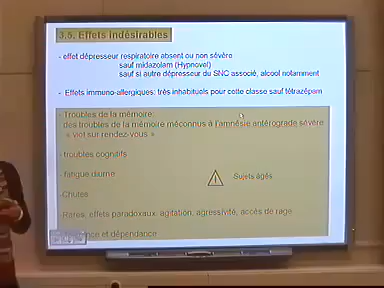 3.5. Effets indésirables
- effet dépresseur respiratoire absent ou non sévère
sauf midazolam (Hypnovel)
sauf si autre dépresseur du SNC associé, alcool notamment
- Effets immuno-allergiques: très inhabituels pour cette classe sauf tétrazépam
- Troubles de la mémoire:
des troubles de la mémoire méconnus à l'amnésie antérograde sévère
« viol sur rendez-vous »
- troubles cognitifs
- fatigue diurne
Sujets âgés
- Chutes
- Rares, effets paradoxaux: agitation, agressivité, accès de rage
et dépendance